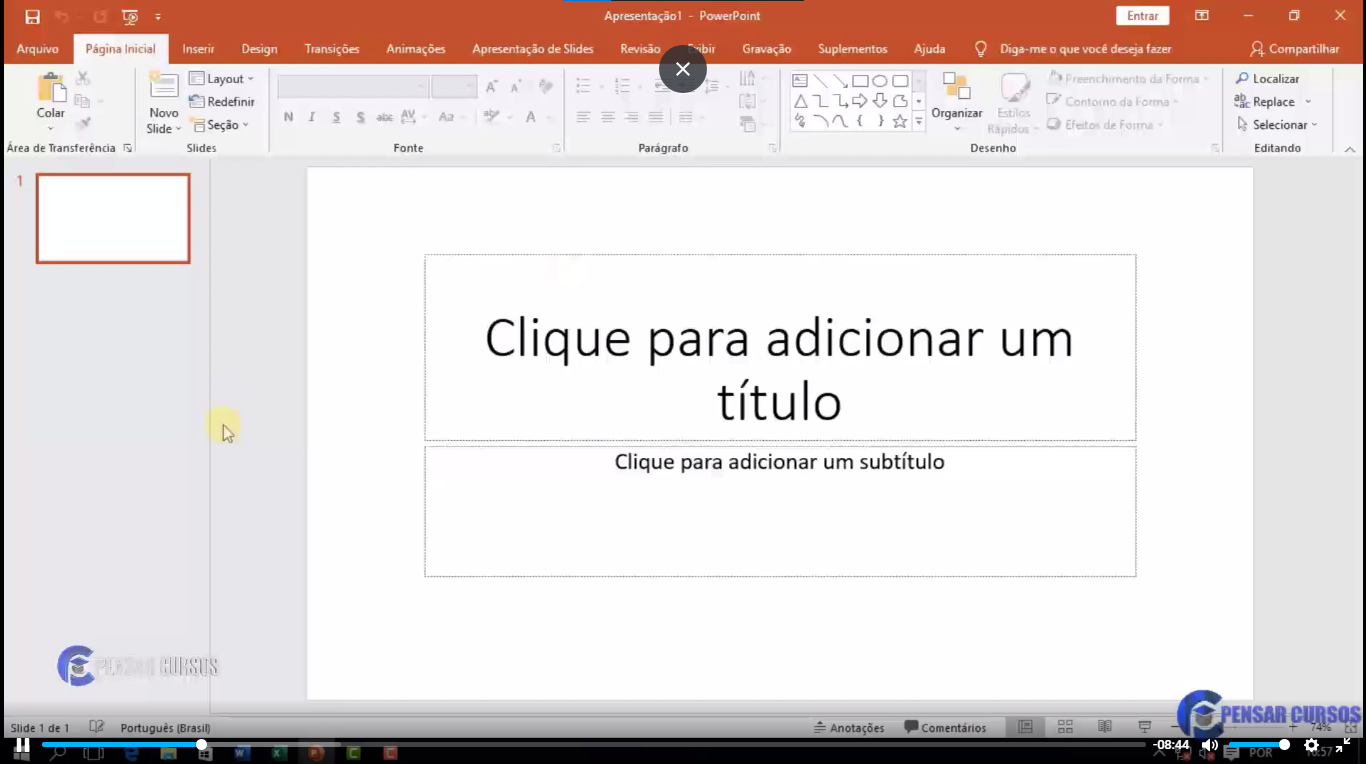 Apresentação1 - PowerPoint
Entrar
Arquivo Página Inicial Inserir Design Transições Animações Apresentação de Slides Revisão Gravação Suplementos Ajuda Diga-me o que você deseja fazer Compartilhar
Colar
Novo Slide
Layout
Redefinir
Seção
N I S S abc AV Aa A
Organizar
Estilos Rápidos
Preenchimento da Forma
Contorno da Forma
Efeitos de Forma
Localizar
Replace
Selecionar
Área de Transferência Slides Fonte Parágrafo Desenho Editando
1
Clique para adicionar um
título
Clique para adicionar um subtítulo
PENSAR CURSOS
PENSAR CURSOS
Slide 1 de 1 Português (Brasil) Anotações Comentários 74%
-08:44
POR